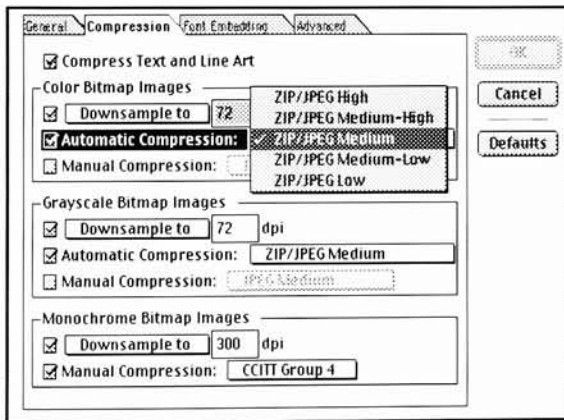 General Compression Font Embedding Advanced
Compress Text and Line Art
OK
Color Bitmap Images
Cancel
Downsample to 72
ZIP/JPEG High
ZIP/JPEG Medium-High
Automatic Compression: ZIP/JPEG Medium
Defaults
Manual Compression: ZIP/JPEG Medium-Low
ZIP/JPEG Low
Grayscale Bitmap Images
Downsample to 72 dpi
Automatic Compression: ZIP/JPEG Medium
Manual Compression: JPEG Medium
Monochrome Bitmap Images
Downsample to 300 dpi
Manual Compression: CCITT Group 4